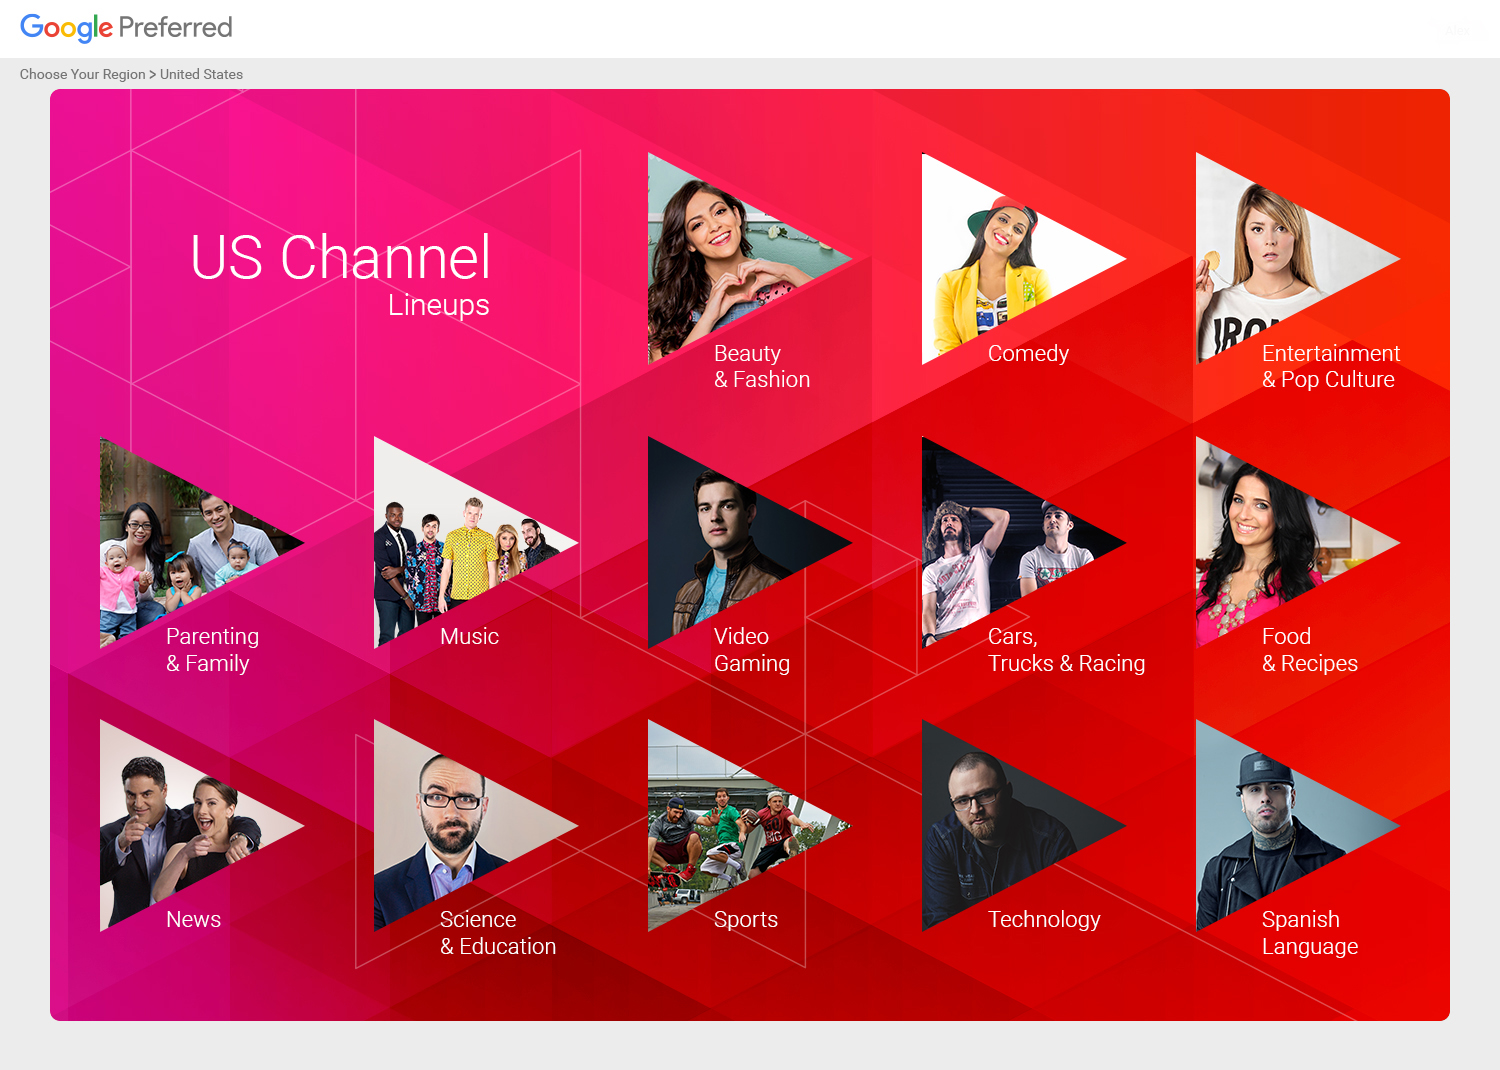 Google Preferred
Choose Your Region > United States
US Channel
Lineups
Beauty
& Fashion
Comedy
Entertainment
& Pop Culture
Parenting
& Family
Music
Video
Gaming
Cars,
Trucks & Racing
Food
& Recipes
News
Science
& Education
Sports
Technology
Spanish
Language